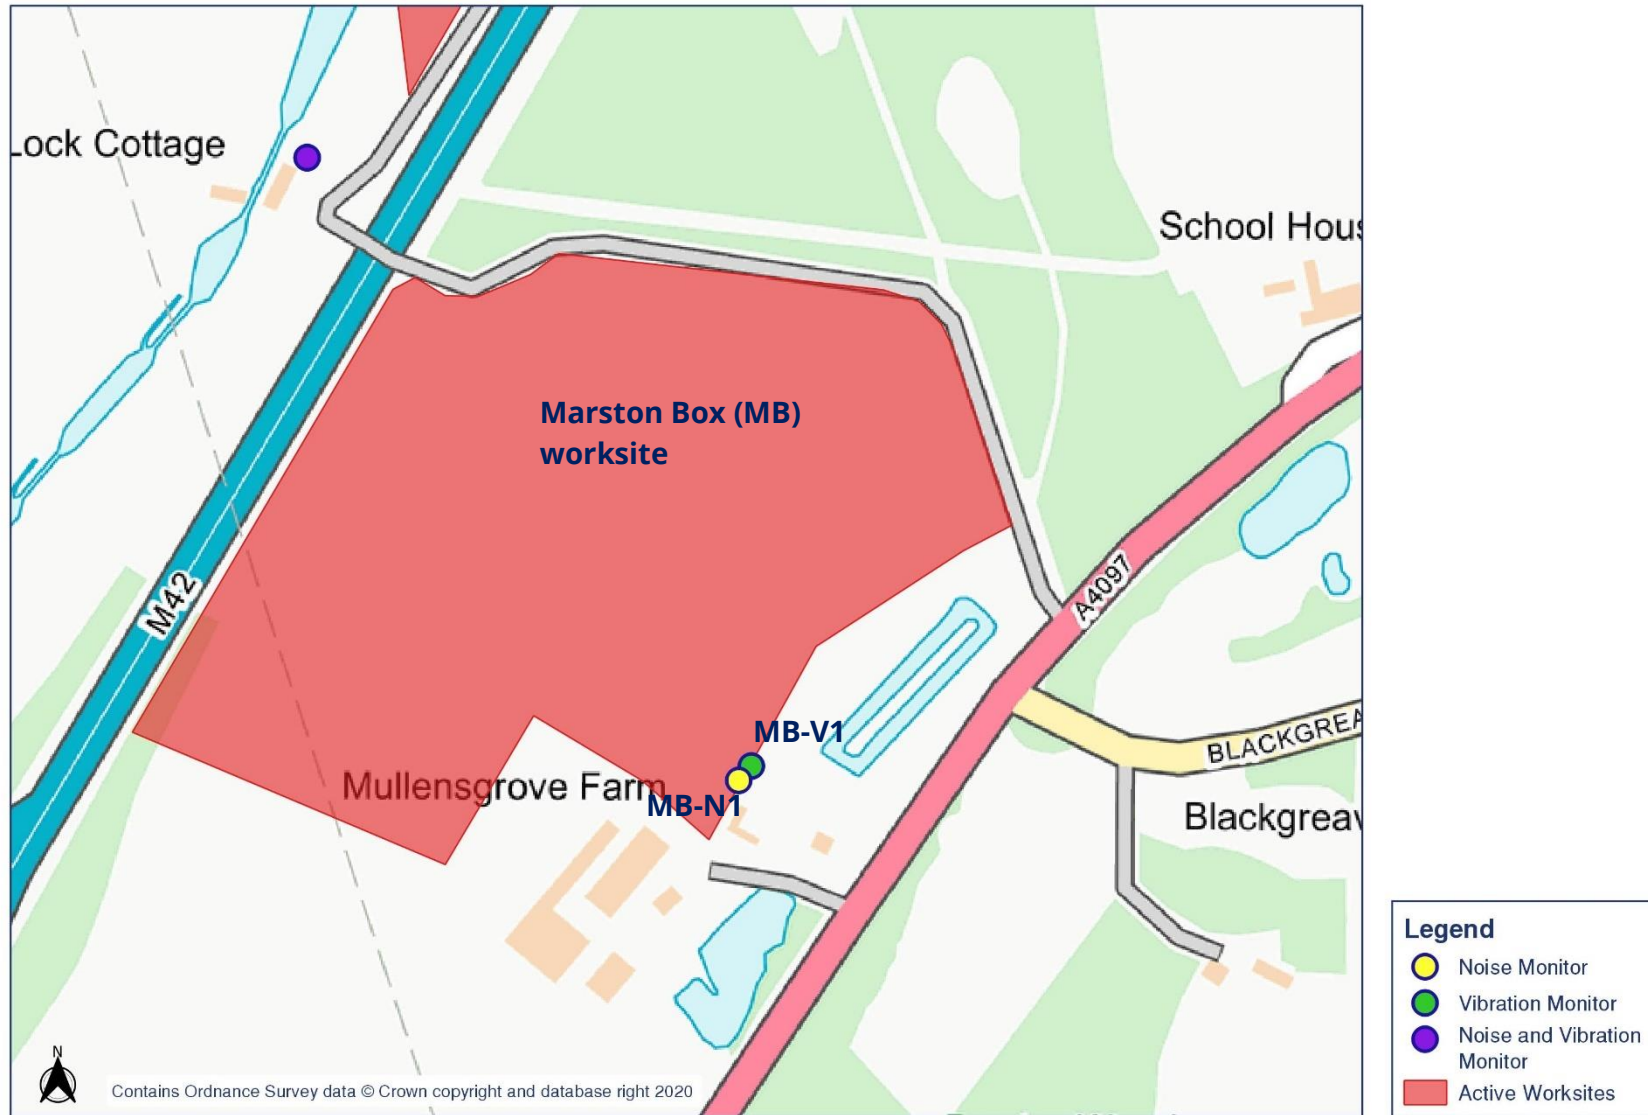 Lock Cottage
School Hous
Marston Box (MB)
worksite
A4097
M42
MB-V1
BLACKGREA
Mullensgrove Farm
MB-N1
Blackgreav
Legend
Noise Monitor
Vibration Monitor
Noise and Vibration
Monitor
Active Worksites
N
Contains Ordnance Survey data © Crown copyright and database right 2020